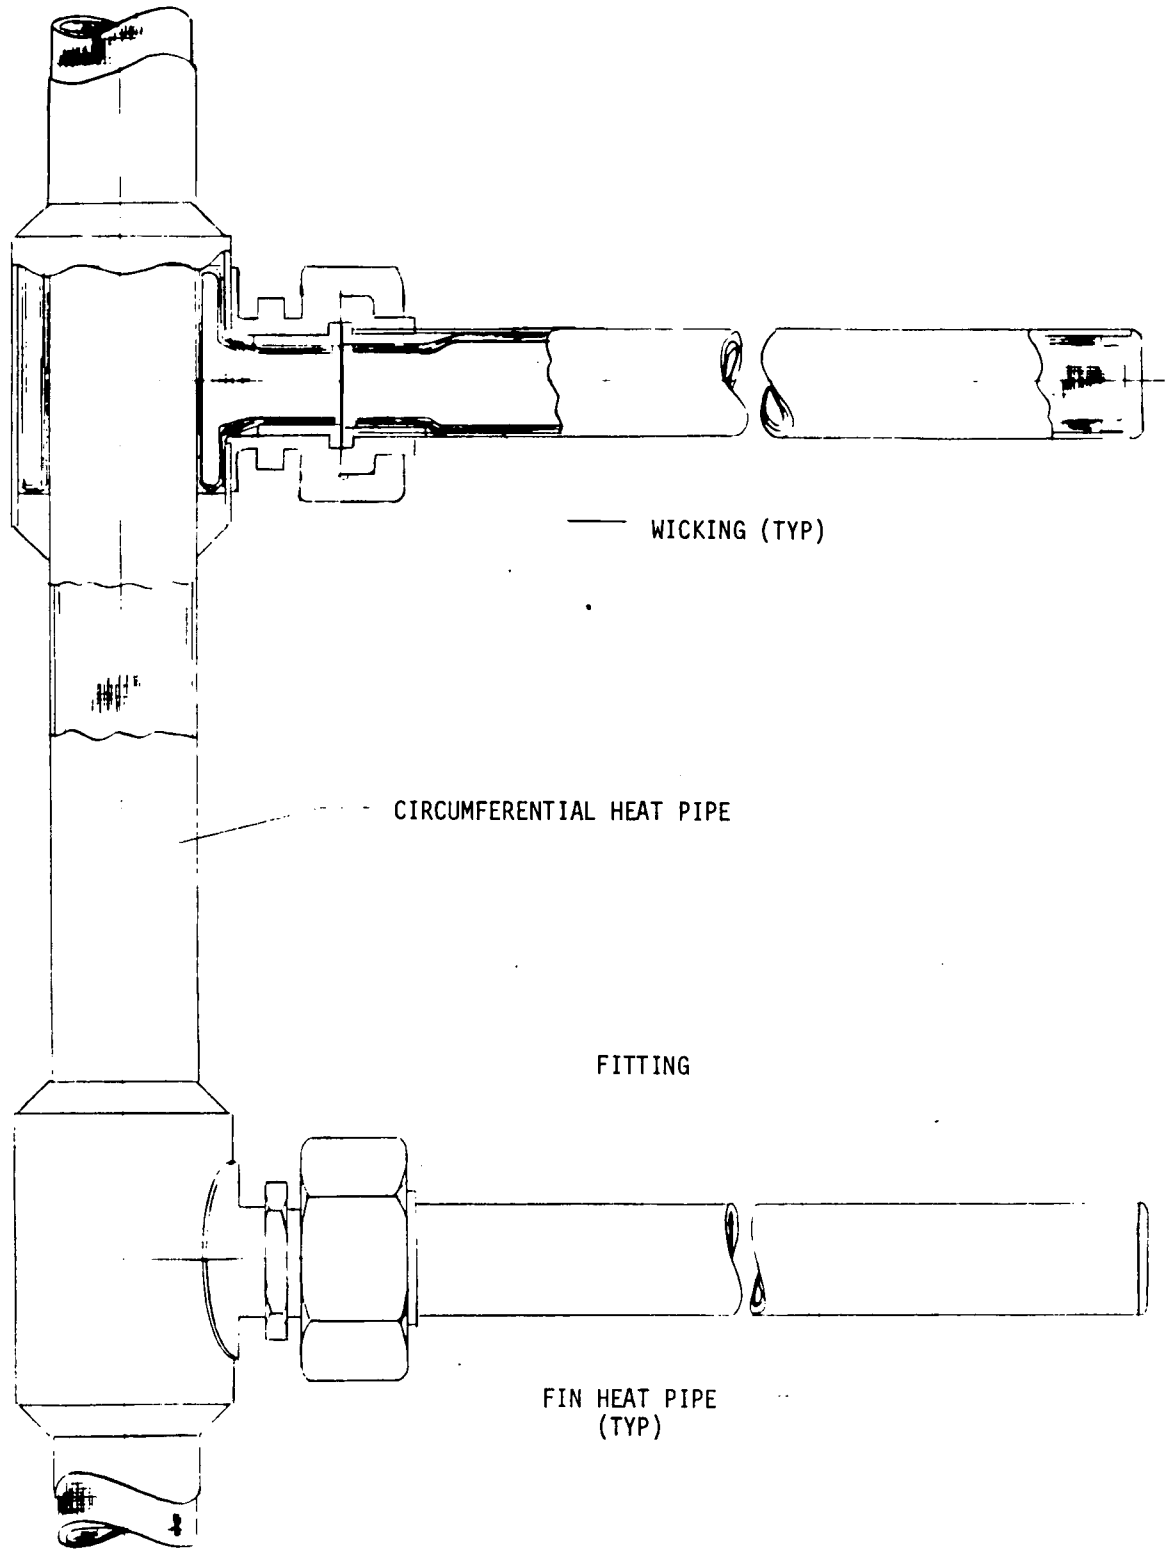 WICKING (TYP)
CIRCUMFERENTIAL HEAT PIPE
FITTING
FIN HEAT PIPE
(TYP)